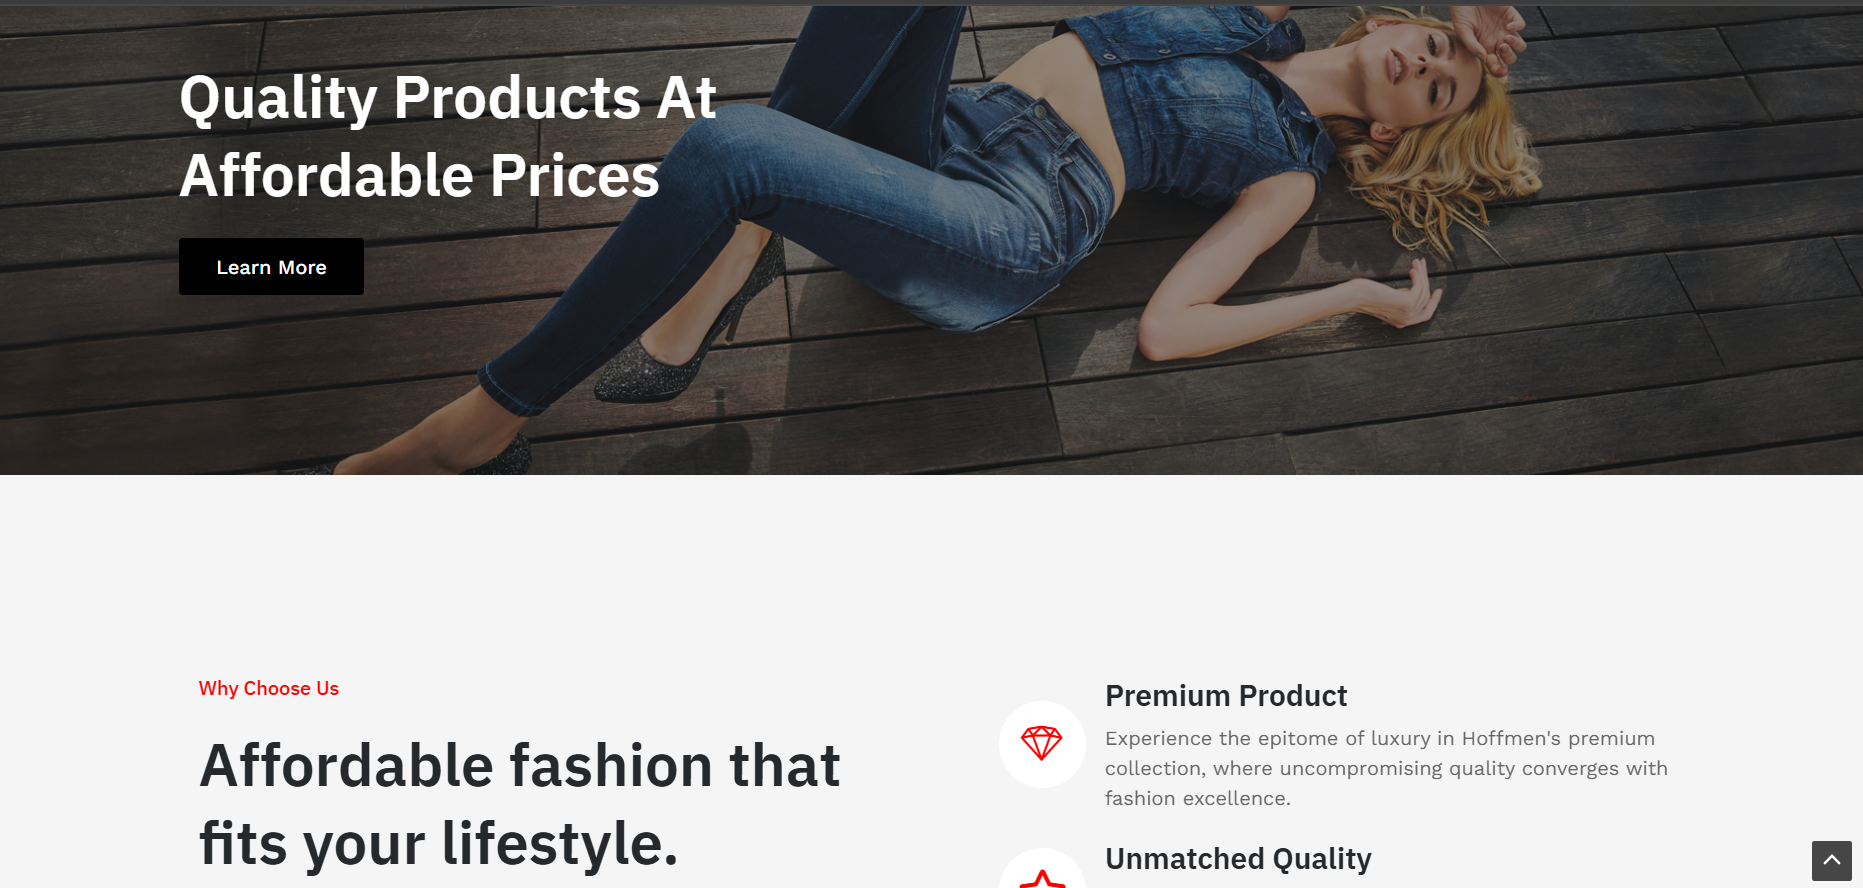 Quality Products At
Affordable Prices
Learn More
Why Choose Us
Affordable fashion that
fits your lifestyle.
Premium Product
Experience the epitome of luxury in Hoffmen's premium
collection, where uncompromising quality converges with
fashion excellence.
Unmatched Quality